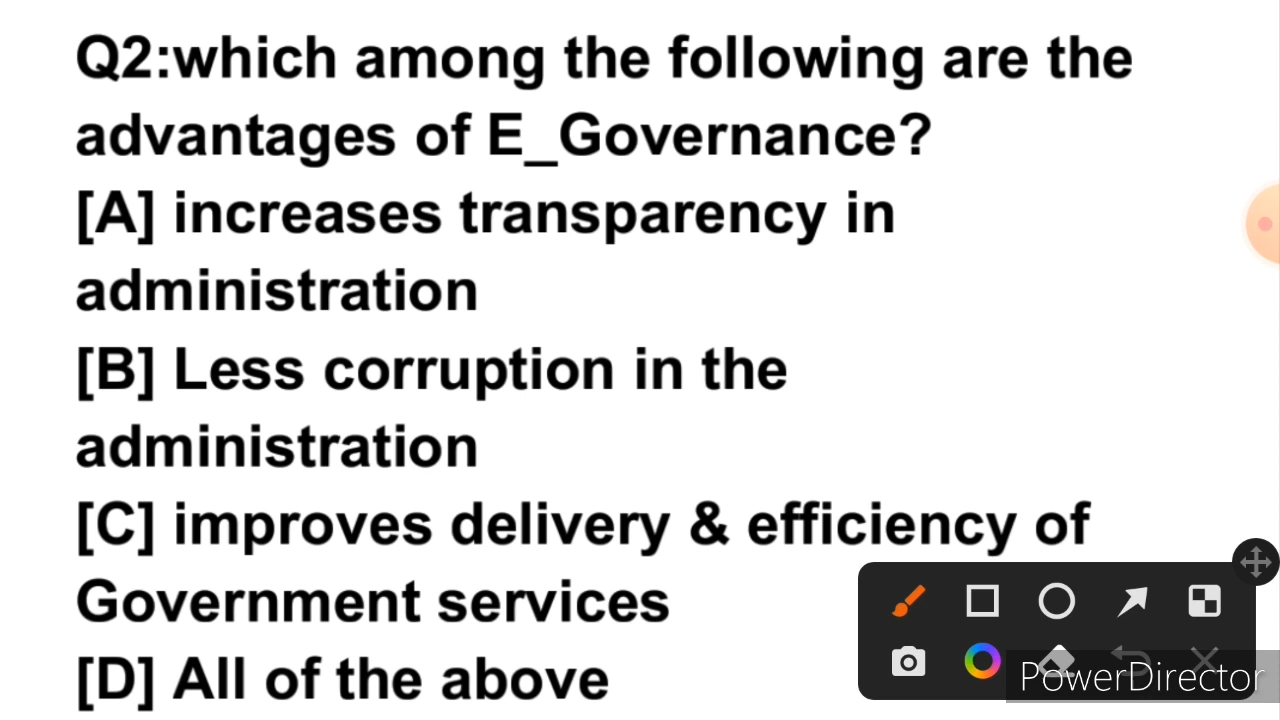 Q2:which among the following are the
advantages of E_Governance?
[A] increases transparency in
administration
[B] Less corruption in the
administration
[C] improves delivery & efficiency of
Government services
[D] All of the above
PowerDirector